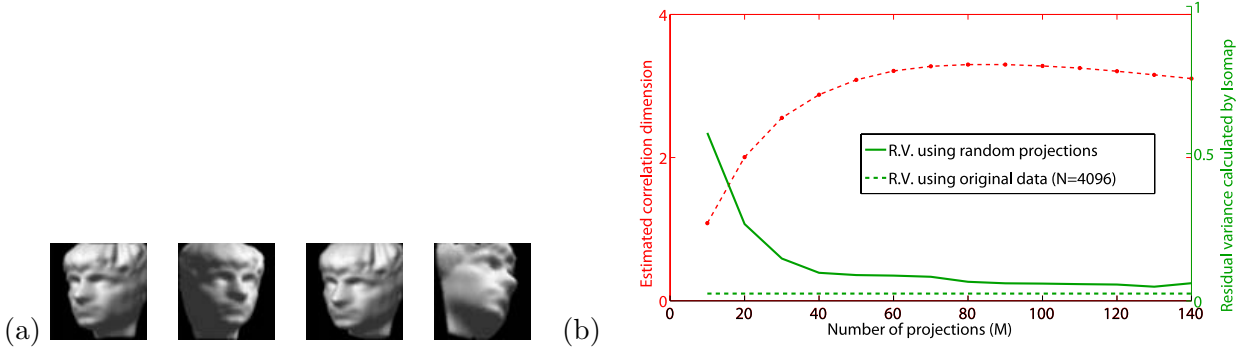 (a)
(b)
Estimated correlation dimension
4
2
0
R.V. using random projections
R.V. using original data (N=4096)
0 20 40 60 80 100 120 140
Number of projections (M)
1
0.5
0
Residual variance calculated by Isomap